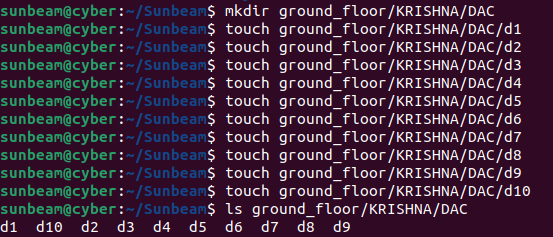 sunbeam@cyber:~/Sunbeam$ mkdir ground_floor/KRISHNA/DAC
sunbeam@cyber:~/Sunbeam$ touch ground_floor/KRISHNA/DAC/d1
sunbeam@cyber:~/Sunbeam$ touch ground_floor/KRISHNA/DAC/d2
sunbeam@cyber:~/Sunbeam$ touch ground_floor/KRISHNA/DAC/d3
sunbeam@cyber:~/Sunbeam$ touch ground_floor/KRISHNA/DAC/d4
sunbeam@cyber:~/Sunbeam$ touch ground_floor/KRISHNA/DAC/d5
sunbeam@cyber:~/Sunbeam$ touch ground_floor/KRISHNA/DAC/d6
sunbeam@cyber:~/Sunbeam$ touch ground_floor/KRISHNA/DAC/d7
sunbeam@cyber:~/Sunbeam$ touch ground_floor/KRISHNA/DAC/d8
sunbeam@cyber:~/Sunbeam$ touch ground_floor/KRISHNA/DAC/d9
sunbeam@cyber:~/Sunbeam$ touch ground_floor/KRISHNA/DAC/d10
sunbeam@cyber:~/Sunbeam$ ls ground_floor/KRISHNA/DAC
d1  d10  d2  d3  d4  d5  d6  d7  d8  d9